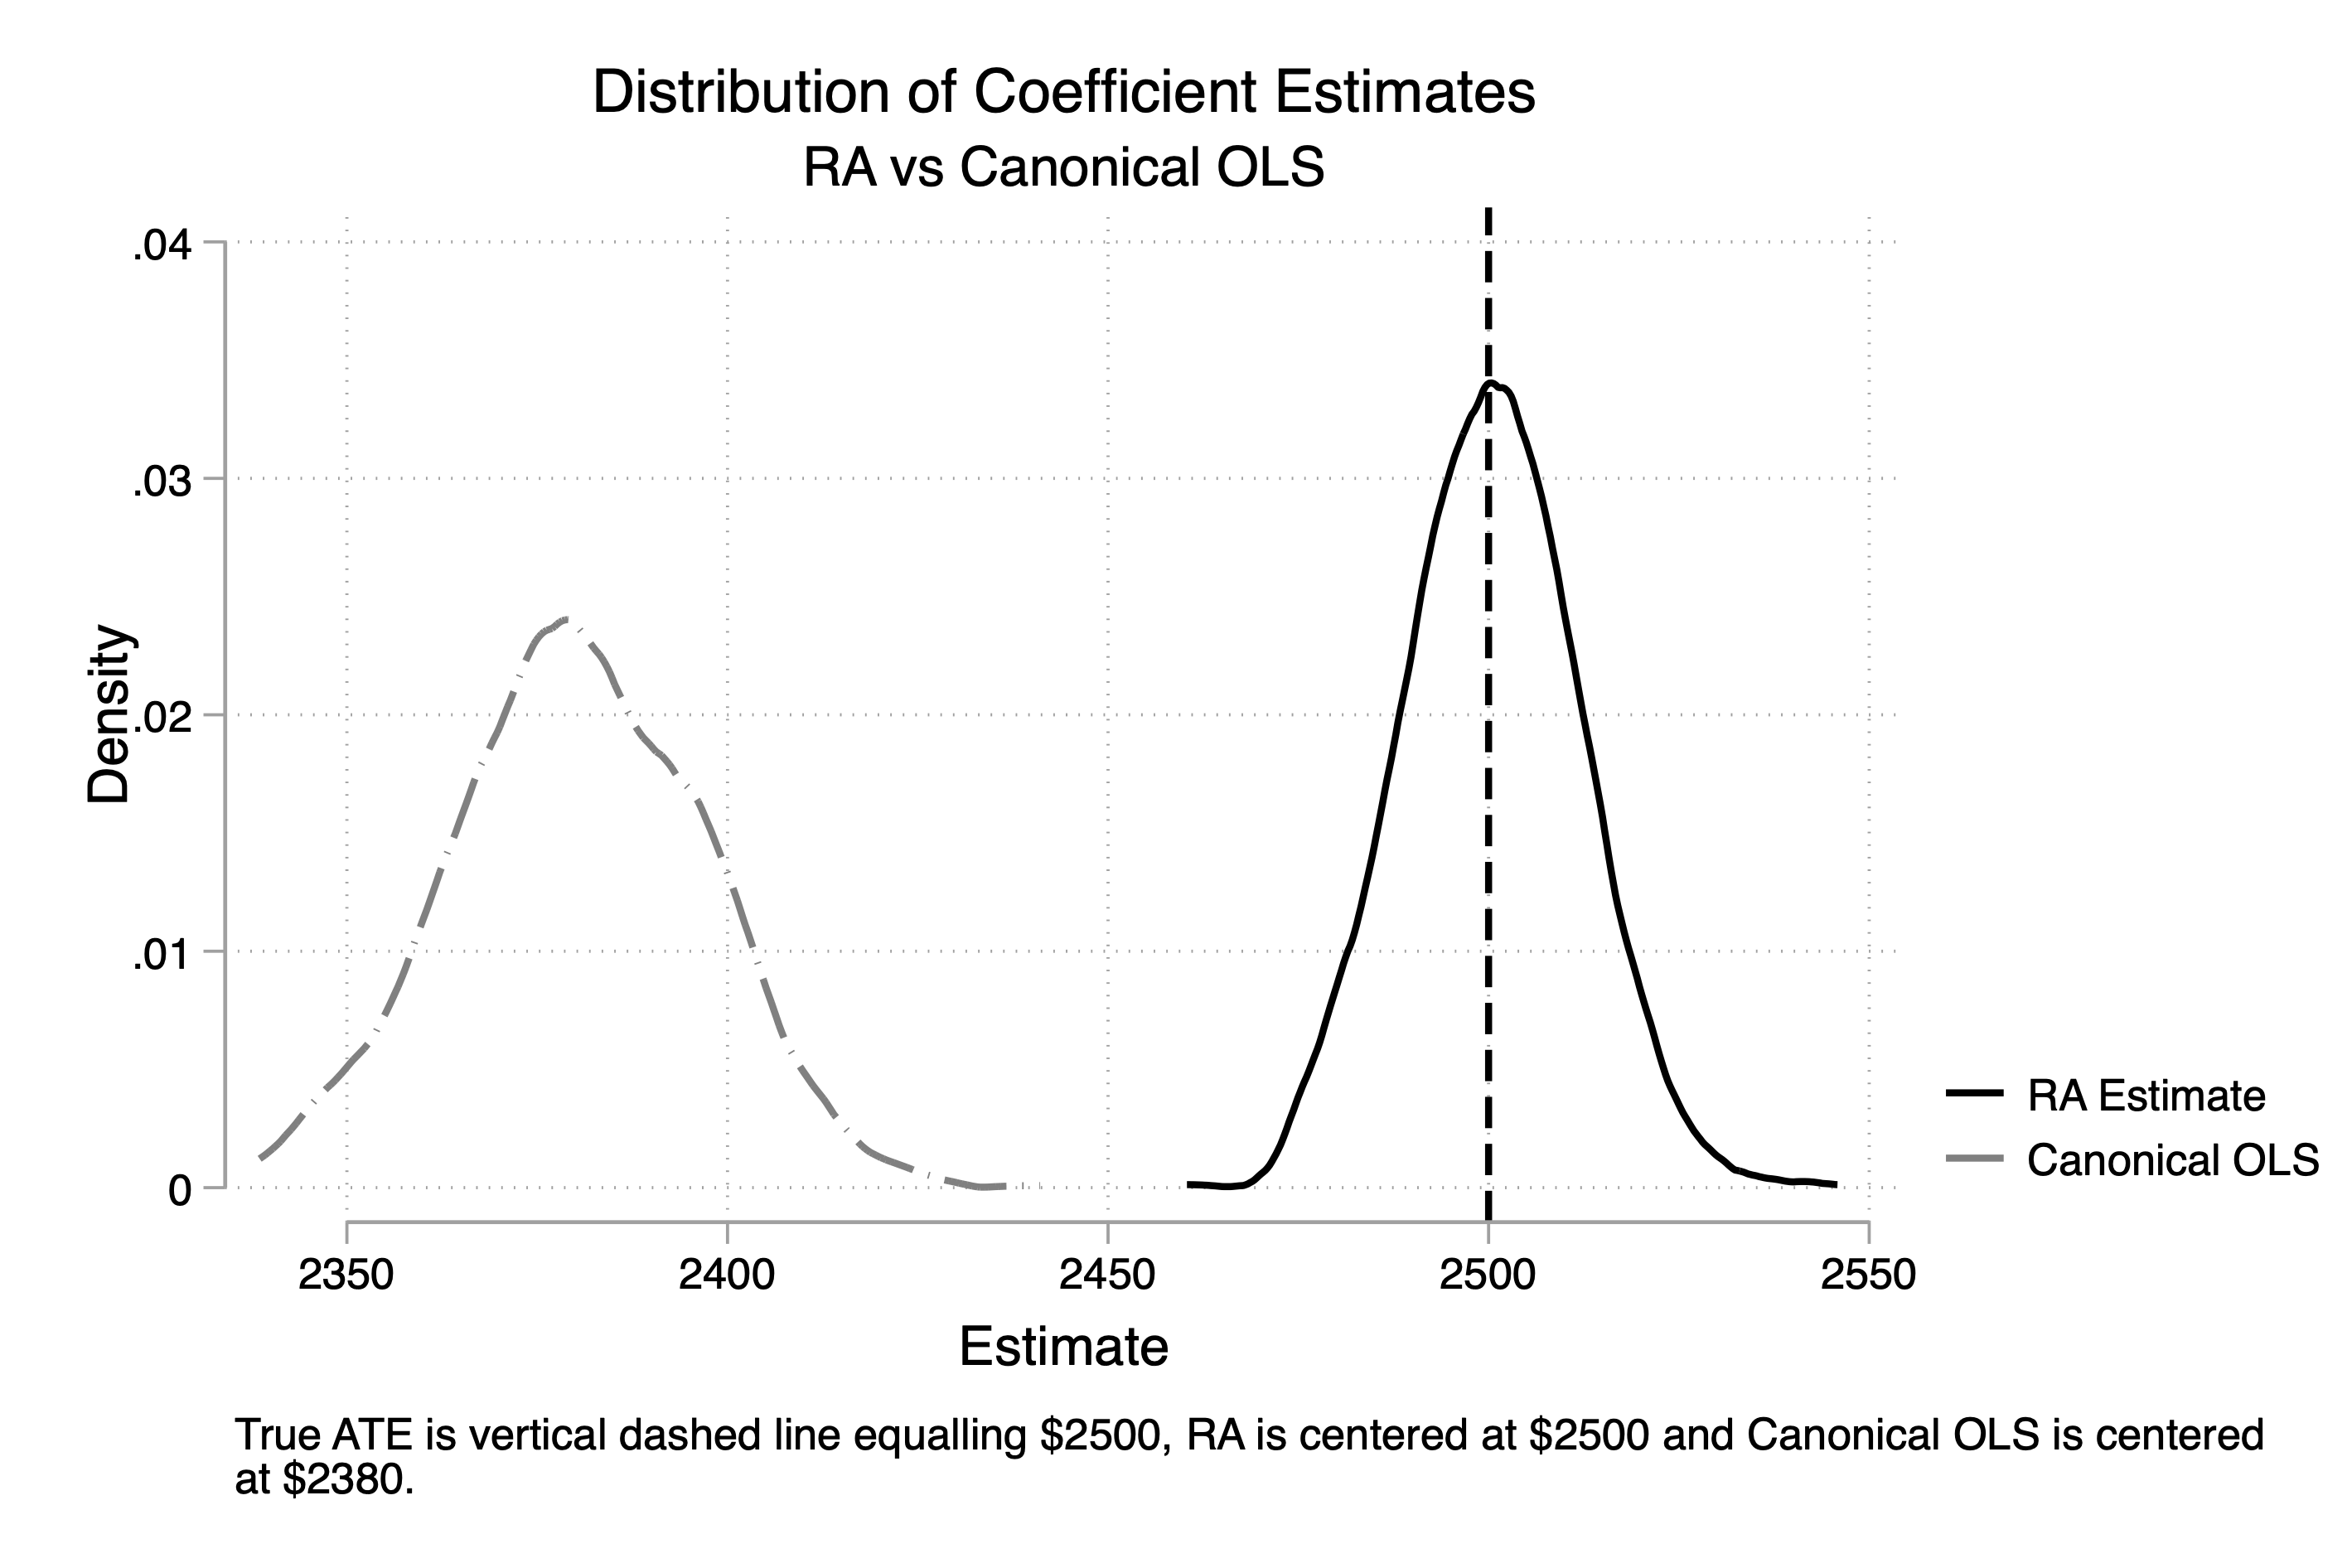 Distribution of Coefficient Estimates
RA vs Canonical OLS
.04
.03
.02
.01
0
Density
2350 2400 2450 2500 2550
Estimate
RA Estimate
Canonical OLS
True ATE is vertical dashed line equalling $2500, RA is centered at $2500 and Canonical OLS is centered
at $2380.